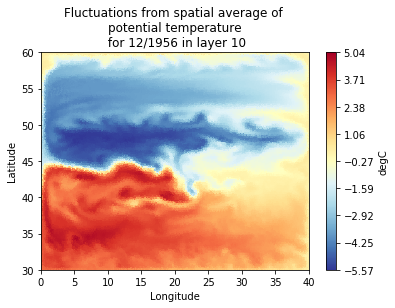 Fluctuations from spatial average of
potential temperature
for 12/1956 in layer 10
60
55
50
45
40
35
30
Latitude
0 5 10 15 20 25 30 35 40
Longitude
5.04
3.71
2.38
1.06
−0.27
−1.59
−2.92
−4.25
−5.57
degC